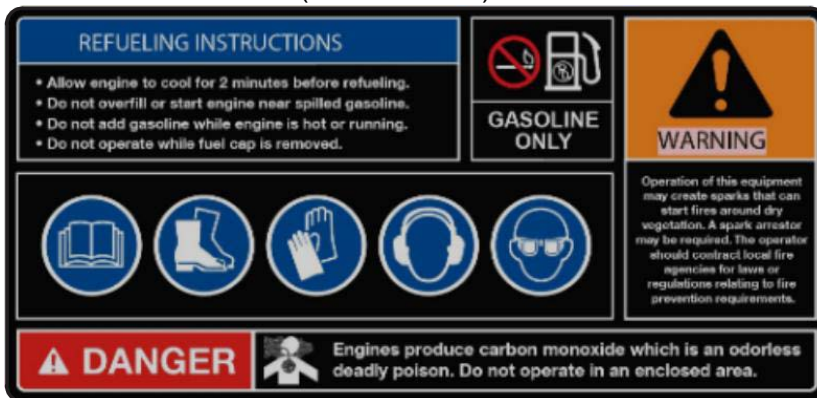 REFUELING INSTRUCTIONS
• Allow engine to cool for 2 minutes before refueling.
• Do not overfill or start engine near spilled gasoline.
• Do not add gasoline while engine is hot or running.
• Do not operate while fuel cap is removed.
GASOLINE
ONLY
WARNING
Operation of this equipment
may create sparks that can
start fires around dry
vegetation. A spark arrestor
may be required. The operator
should contract local fire
agencies for laws or
regulations relating to fire
prevention requirements.
DANGER
Engines produce carbon monoxide which is an odorless
deadly poison. Do not operate in an enclosed area.